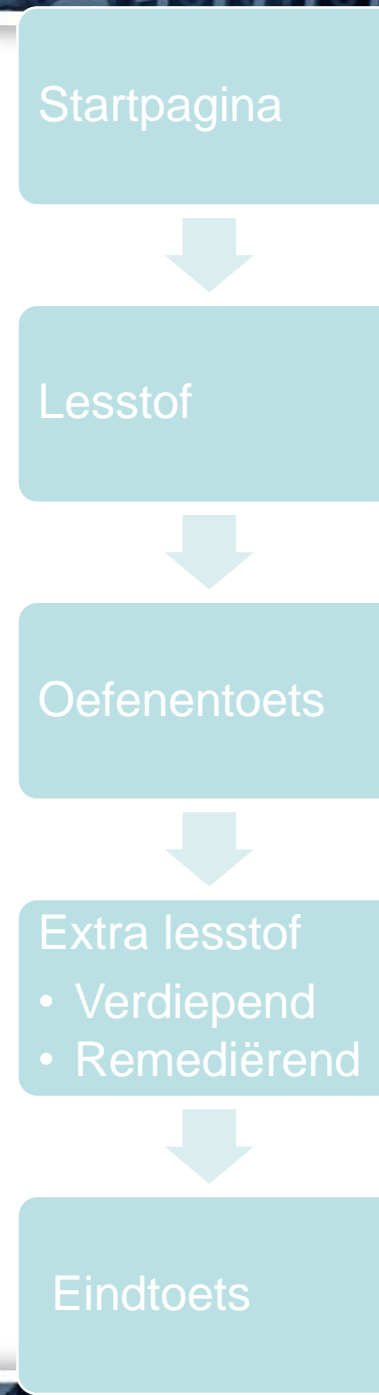 Startpagina
Lesstof
Oefenentoets
Extra lesstof
• Verdiepend
• Remediërend
Eindtoets